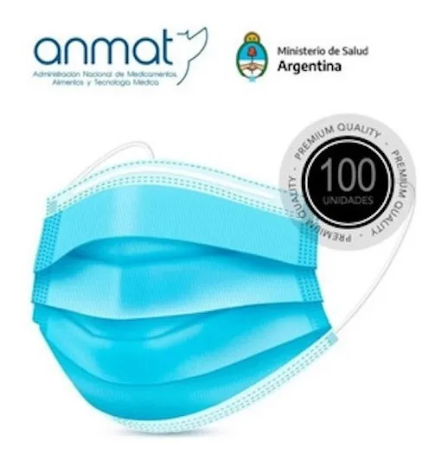 anmat
Administración Nacional de Medicamentos,
Alimentos y Tecnología Médica
Ministerio de Salud
Argentina
PREMIUM QUALITY
100
UNIDADES
PREMIUM QUALITY
PREMIUM
PREMIUM QUALITY